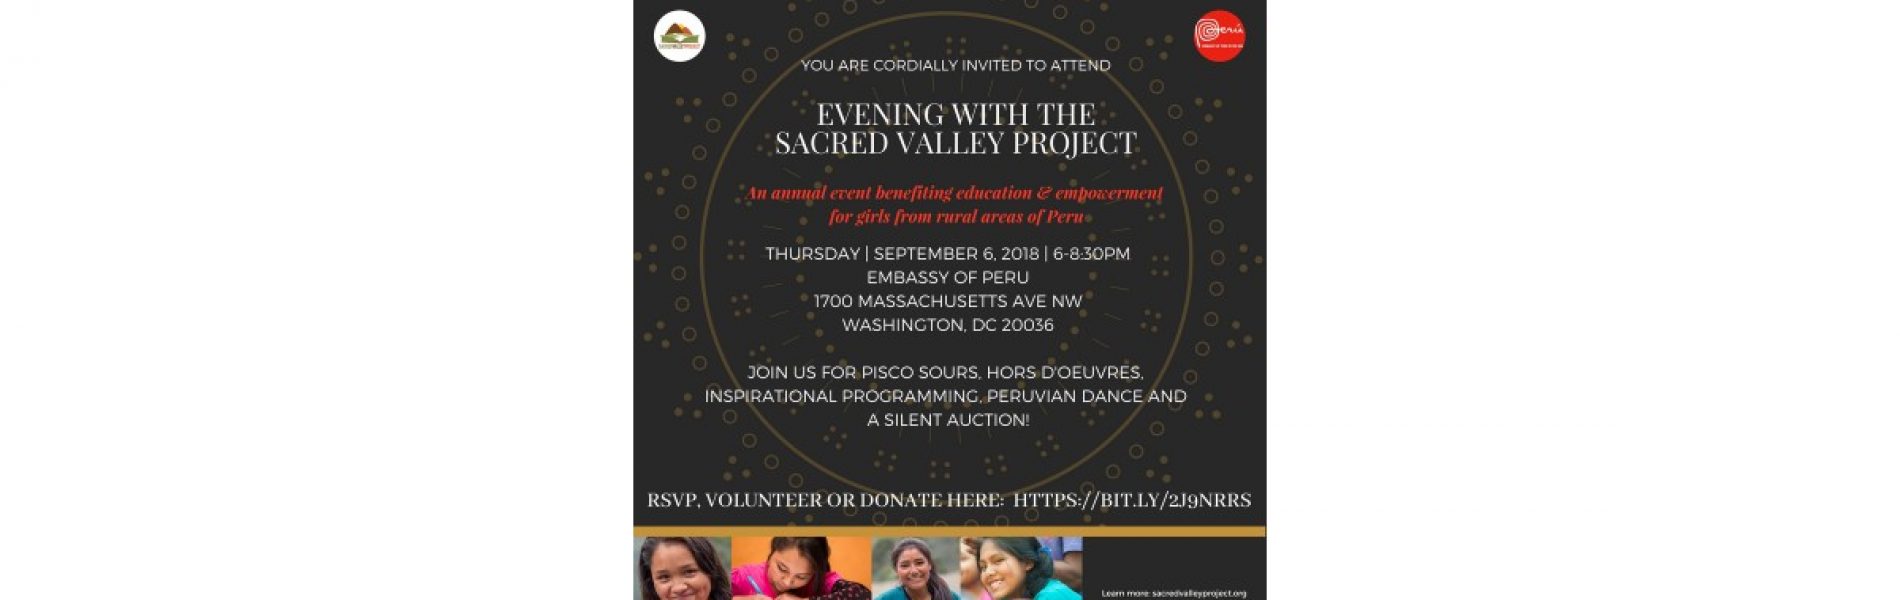 Perú
YOU ARE CORDIALLY INVITED TO ATTEND
EVENING WITH THE
SACRED VALLEY PROJECT
An annual event benefiting education & empowerment
for girls from rural areas of Peru
THURSDAY | SEPTEMBER 6, 2018 | 6-8:30PM
EMBASSY OF PERU
1700 MASSACHUSETTS AVE NW
WASHINGTON, DC 20036
JOIN US FOR PISCO SOURS, HORS D'OEUVRES,
INSPIRATIONAL PROGRAMMING, PERUVIAN DANCE AND
A SILENT AUCTION!
RSVP, VOLUNTEER OR DONATE HERE: HTTPS://BIT.LY/2J9NRRS
Learn more: sacredvalleyproject.org